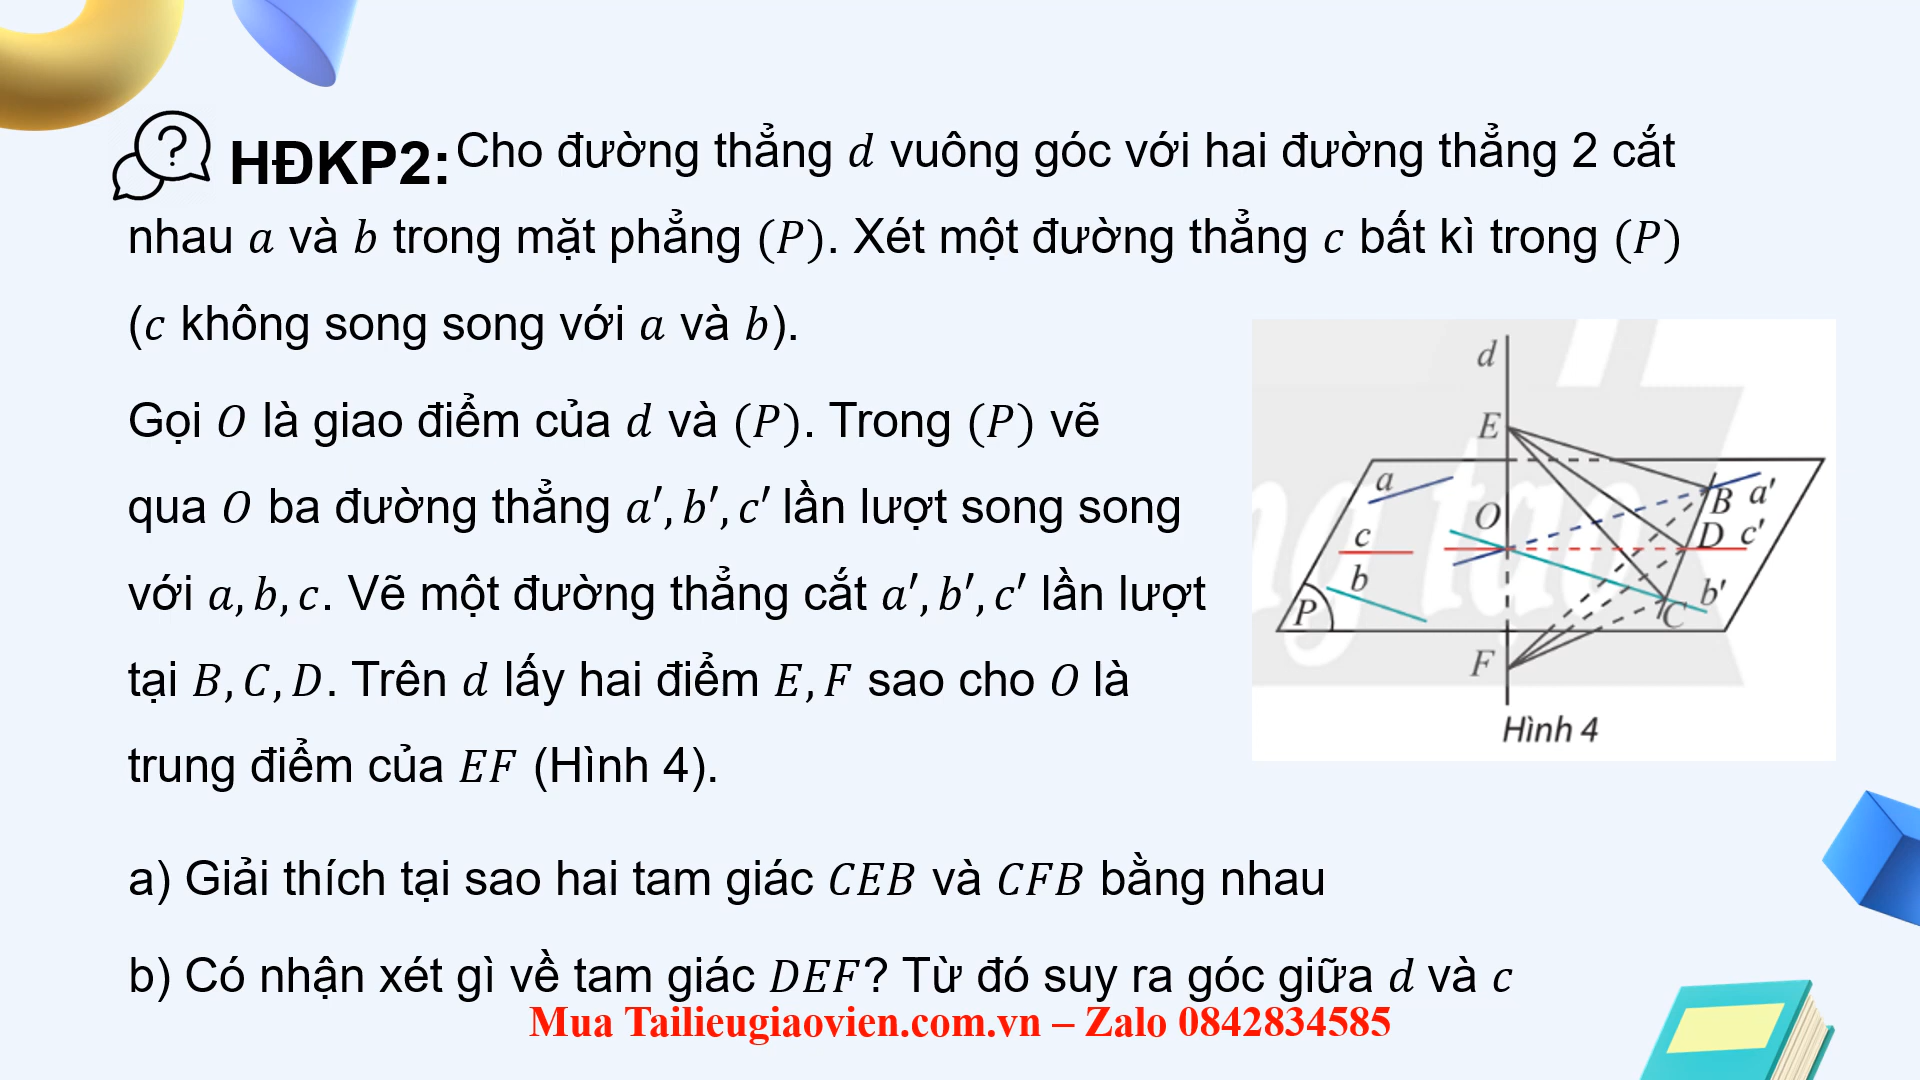 HĐKP2: Cho đường thẳng d vuông góc với hai đường thẳng 2 cắt
nhau a và b trong mặt phẳng (P). Xét một đường thẳng c bất kì trong (P)
(c không song song với a và b).
Gọi O là giao điểm của d và (P). Trong (P) vẽ
qua O ba đường thẳng a′, b′, c′ lần lượt song song
với a, b, c. Vẽ một đường thẳng cắt a′, b′, c′ lần lượt
tại B, C, D. Trên d lấy hai điểm E, F sao cho O là
trung điểm của EF (Hình 4).
d
E
a
B a'
O
c
D c'
b
b'
P
C
F
Hình 4
a) Giải thích tại sao hai tam giác CEB và CFB bằng nhau
b) Có nhận xét gì về tam giác DEF? Từ đó suy ra góc giữa d và c
Mua Tailieugiaovien.com.vn – Zalo 0842834585